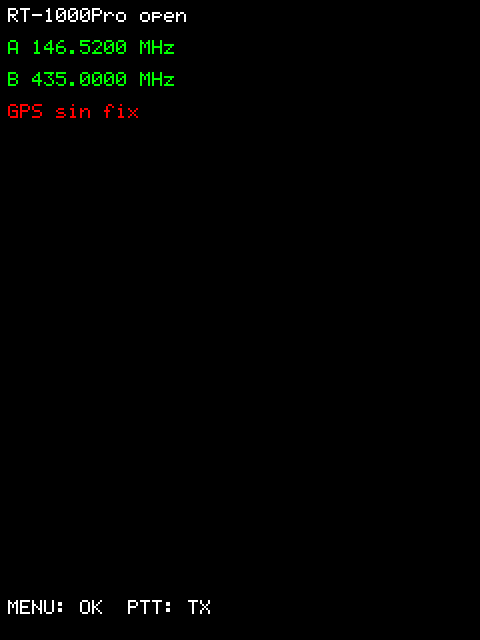 RT-1000Pro open
A 146.5200 MHz
B 435.0000 MHz
GPS sin fix
MENU: OK  PTT: TX